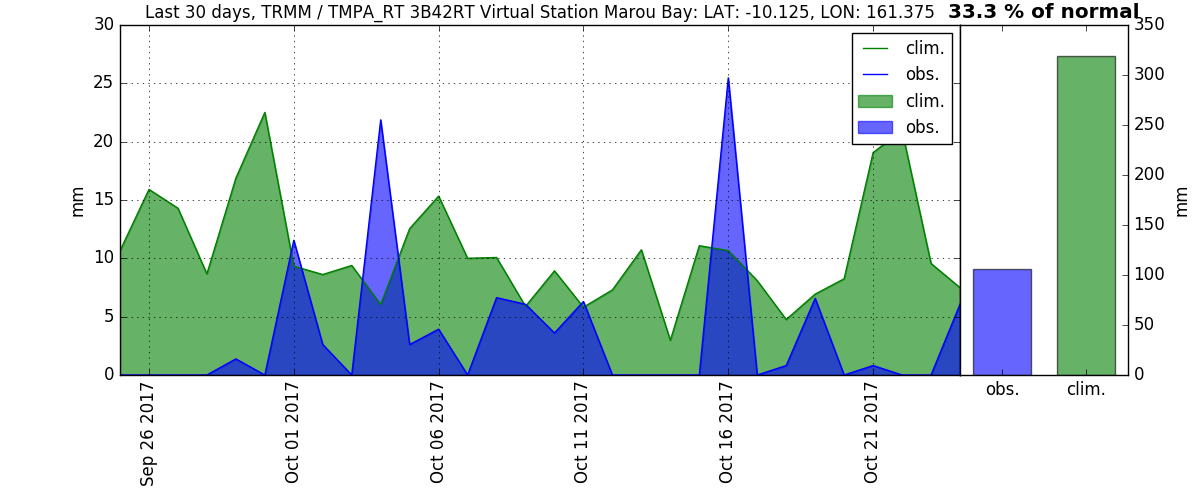 Last 30 days, TRMM / TMPA_RT 3B42RT Virtual Station Marou Bay: LAT: -10.125, LON: 161.375
33.3 % of normal
30
25
20
15
10
5
0
mm
clim.
obs.
clim.
obs.
350
300
250
200
150
100
50
0
mm
Sep 26 2017
Oct 01 2017
Oct 06 2017
Oct 11 2017
Oct 16 2017
Oct 21 2017
obs.
clim.